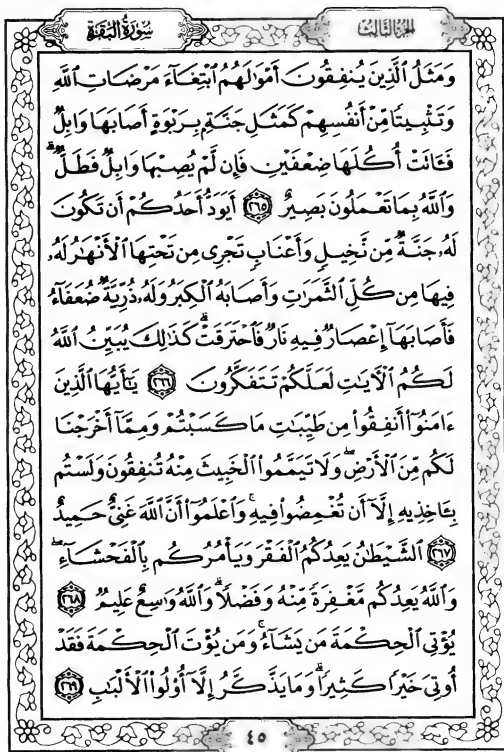 الجزء الثالث
سورة البقرة
وَمَثَلُ ٱلَّذِينَ يُنفِقُونَ أَمْوَٰلَهُمُ ٱبْتِغَآءَ مَرْضَاتِ ٱللَّهِ
وَتَثْبِيتًا مِّنْ أَنفُسِهِمْ كَمَثَلِ جَنَّةٍۭ بِرَبْوَةٍ أَصَابَهَا وَابِلٌ
فَـَٔاتَتْ أُكُلَهَا ضِعْفَيْنِ فَإِن لَّمْ يُصِبْهَا وَابِلٌ فَطَلٌّ ۗ
وَٱللَّهُ بِمَا تَعْمَلُونَ بَصِيرٌ ﴿٢٦٥﴾ أَيَوَدُّ أَحَدُكُمْ أَن تَكُونَ
لَهُۥ جَنَّةٌ مِّن نَّخِيلٍ وَأَعْنَابٍ تَجْرِى مِن تَحْتِهَا ٱلْأَنْهَٰرُ لَهُۥ
فِيهَا مِن كُلِّ ٱلثَّمَرَٰتِ وَأَصَابَهُ ٱلْكِبَرُ وَلَهُۥ ذُرِّيَّةٌ ضُعَفَآءُ
فَأَصَابَهَآ إِعْصَارٌ فِيهِ نَارٌ فَٱحْتَرَقَتْ ۗ كَذَٰلِكَ يُبَيِّنُ ٱللَّهُ
لَكُمُ ٱلْـَٔايَٰتِ لَعَلَّكُمْ تَتَفَكَّرُونَ ﴿٢٦٦﴾ يَٰٓأَيُّهَا ٱلَّذِينَ
ءَامَنُوٓا۟ أَنفِقُوا۟ مِن طَيِّبَٰتِ مَا كَسَبْتُمْ وَمِمَّآ أَخْرَجْنَا
لَكُم مِّنَ ٱلْأَرْضِ ۖ وَلَا تَيَمَّمُوا۟ ٱلْخَبِيثَ مِنْهُ تُنفِقُونَ وَلَسْتُم
بِـَٔاخِذِيهِ إِلَّآ أَن تُغْمِضُوا۟ فِيهِ ۚ وَٱعْلَمُوٓا۟ أَنَّ ٱللَّهَ غَنِىٌّ حَمِيدٌ
﴿٢٦٧﴾ ٱلشَّيْطَٰنُ يَعِدُكُمُ ٱلْفَقْرَ وَيَأْمُرُكُم بِٱلْفَحْشَآءِ ۖ
وَٱللَّهُ يَعِدُكُم مَّغْفِرَةً مِّنْهُ وَفَضْلًا ۗ وَٱللَّهُ وَٰسِعٌ عَلِيمٌ ﴿٢٦٨﴾
يُؤْتِى ٱلْحِكْمَةَ مَن يَشَآءُ ۚ وَمَن يُؤْتَ ٱلْحِكْمَةَ فَقَدْ
أُوتِىَ خَيْرًا كَثِيرًا ۗ وَمَا يَذَّكَّرُ إِلَّآ أُو۟لُوا۟ ٱلْأَلْبَٰبِ ﴿٢٦٩﴾
٤٥